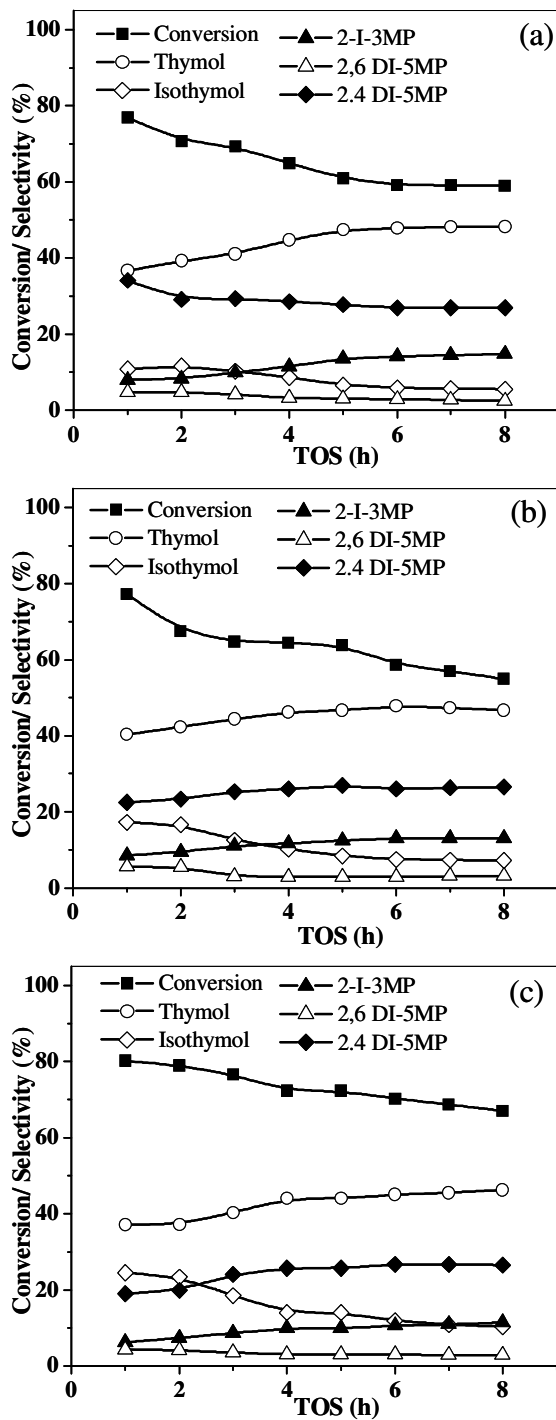 100
(a)
Conversion
2-I-3MP
Thymol
2,6 DI-5MP
Isothymol
2.4 DI-5MP
80
60
40
20
0
Conversion/ Selectivity (%)
0 2 4 6 8
TOS (h)
100
(b)
Conversion
2-I-3MP
Thymol
2,6 DI-5MP
Isothymol
2.4 DI-5MP
80
60
40
20
0
Conversion/ Selectivity (%)
0 2 4 6 8
TOS (h)
100
(c)
Conversion
2-I-3MP
Thymol
2,6 DI-5MP
Isothymol
2.4 DI-5MP
80
60
40
20
0
Conversion/ Selectivity (%)
0 2 4 6 8
TOS (h)